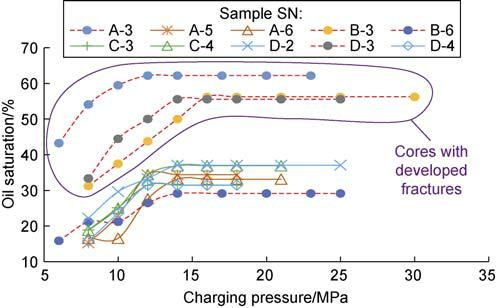 Sample SN:
A-3 A-5 A-6 B-3 B-6
C-3 C-4 D-2 D-3 D-4
70
60
50
40
30
20
10
Oil saturation/%
Cores with
developed
fractures
5 10 15 20 25 30 35
Charging pressure/MPa